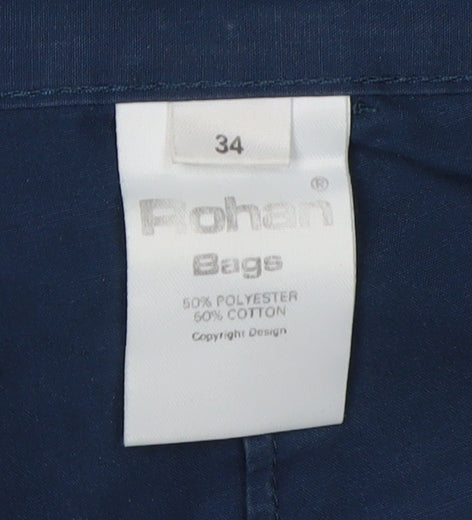 34
Rohan®
Bags
50% POLYESTER
50% COTTON
Copyright Design